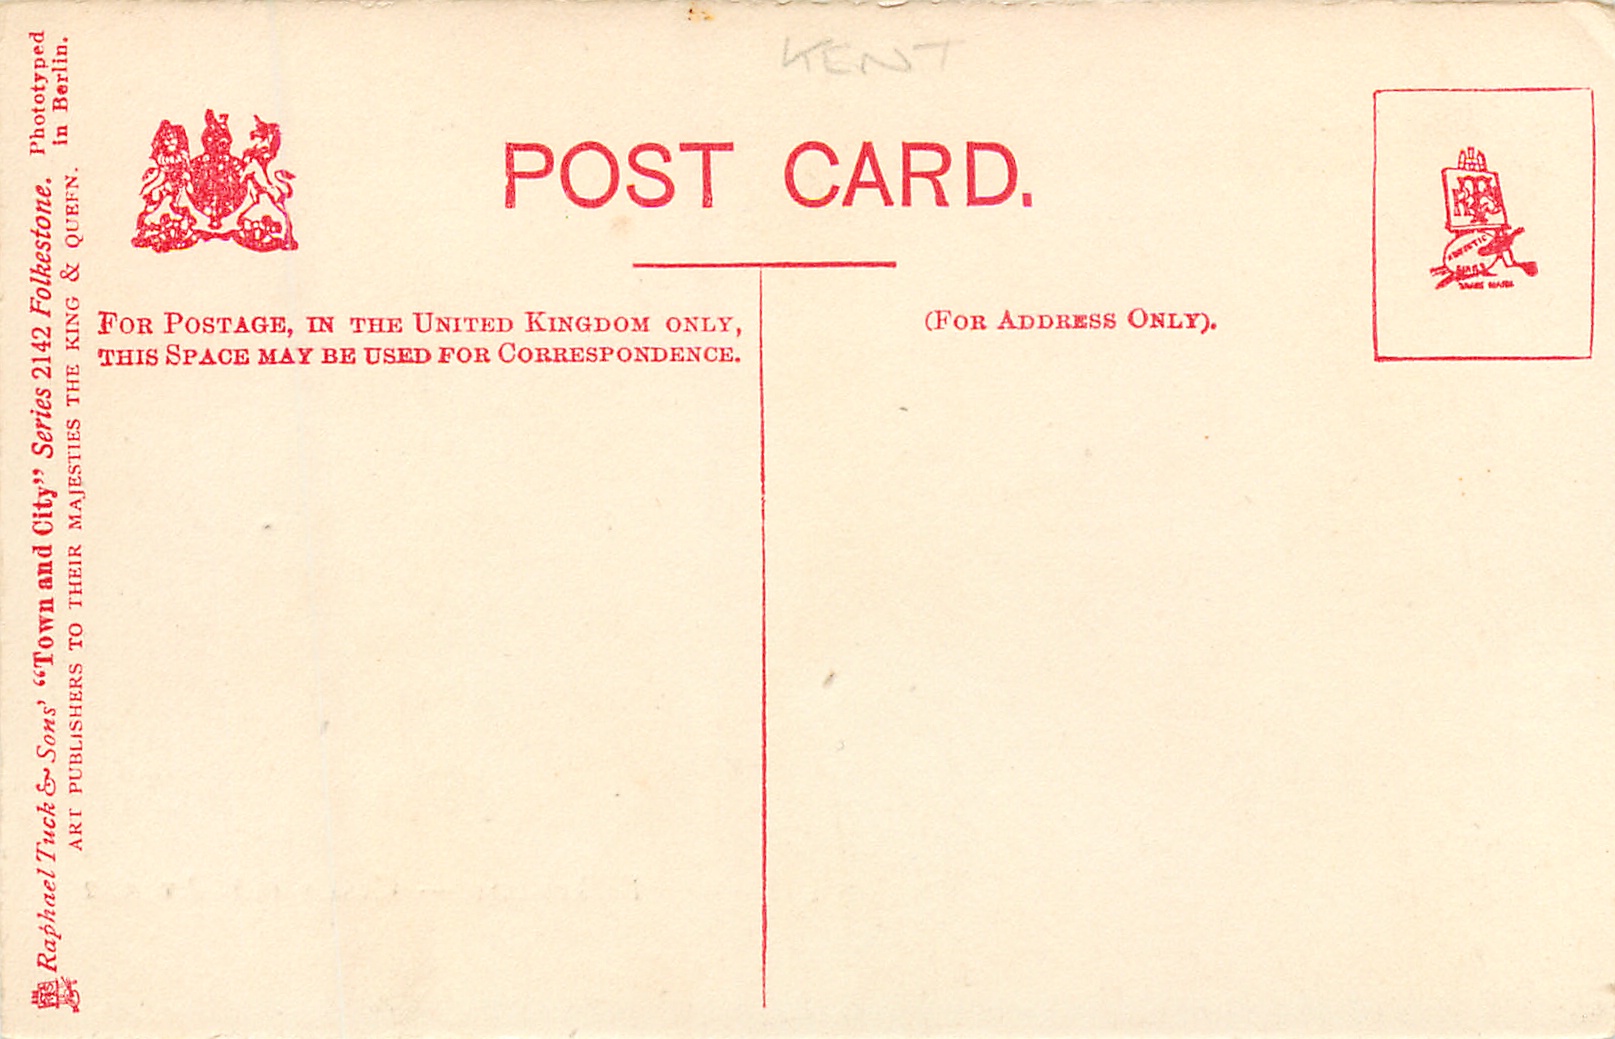 KENT
POST CARD.
FOR POSTAGE, IN THE UNITED KINGDOM ONLY,
THIS SPACE MAY BE USED FOR CORRESPONDENCE.
(FOR ADDRESS ONLY).
TRADE MARK
Raphael Tuck & Sons' “Town and City” Series 2142 Folkestone.
ART PUBLISHERS TO THEIR MAJESTIES THE KING & QUEEN.
Phototyped
in Berlin.